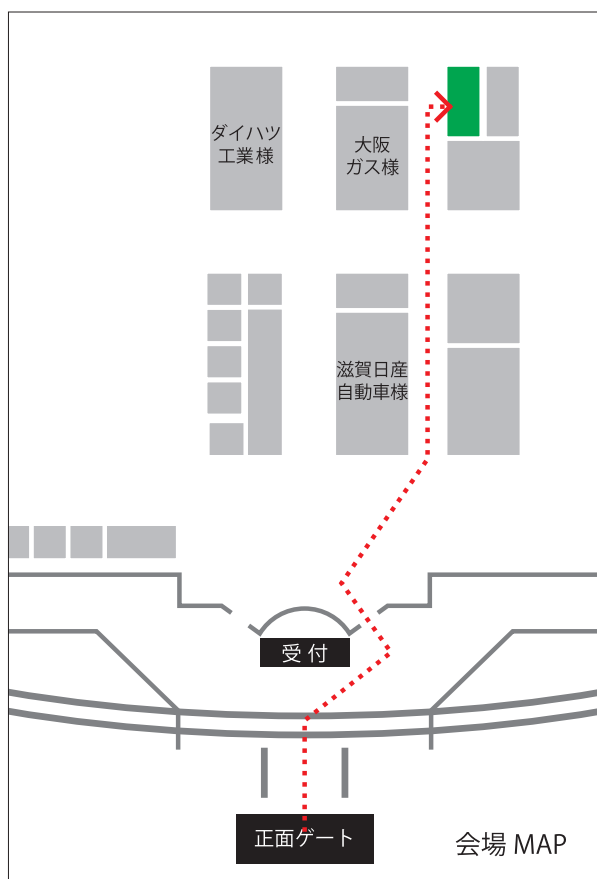 ダイハツ
工業様
大阪
ガス様
滋賀日産
自動車様
受付
正面ゲート
会場 MAP